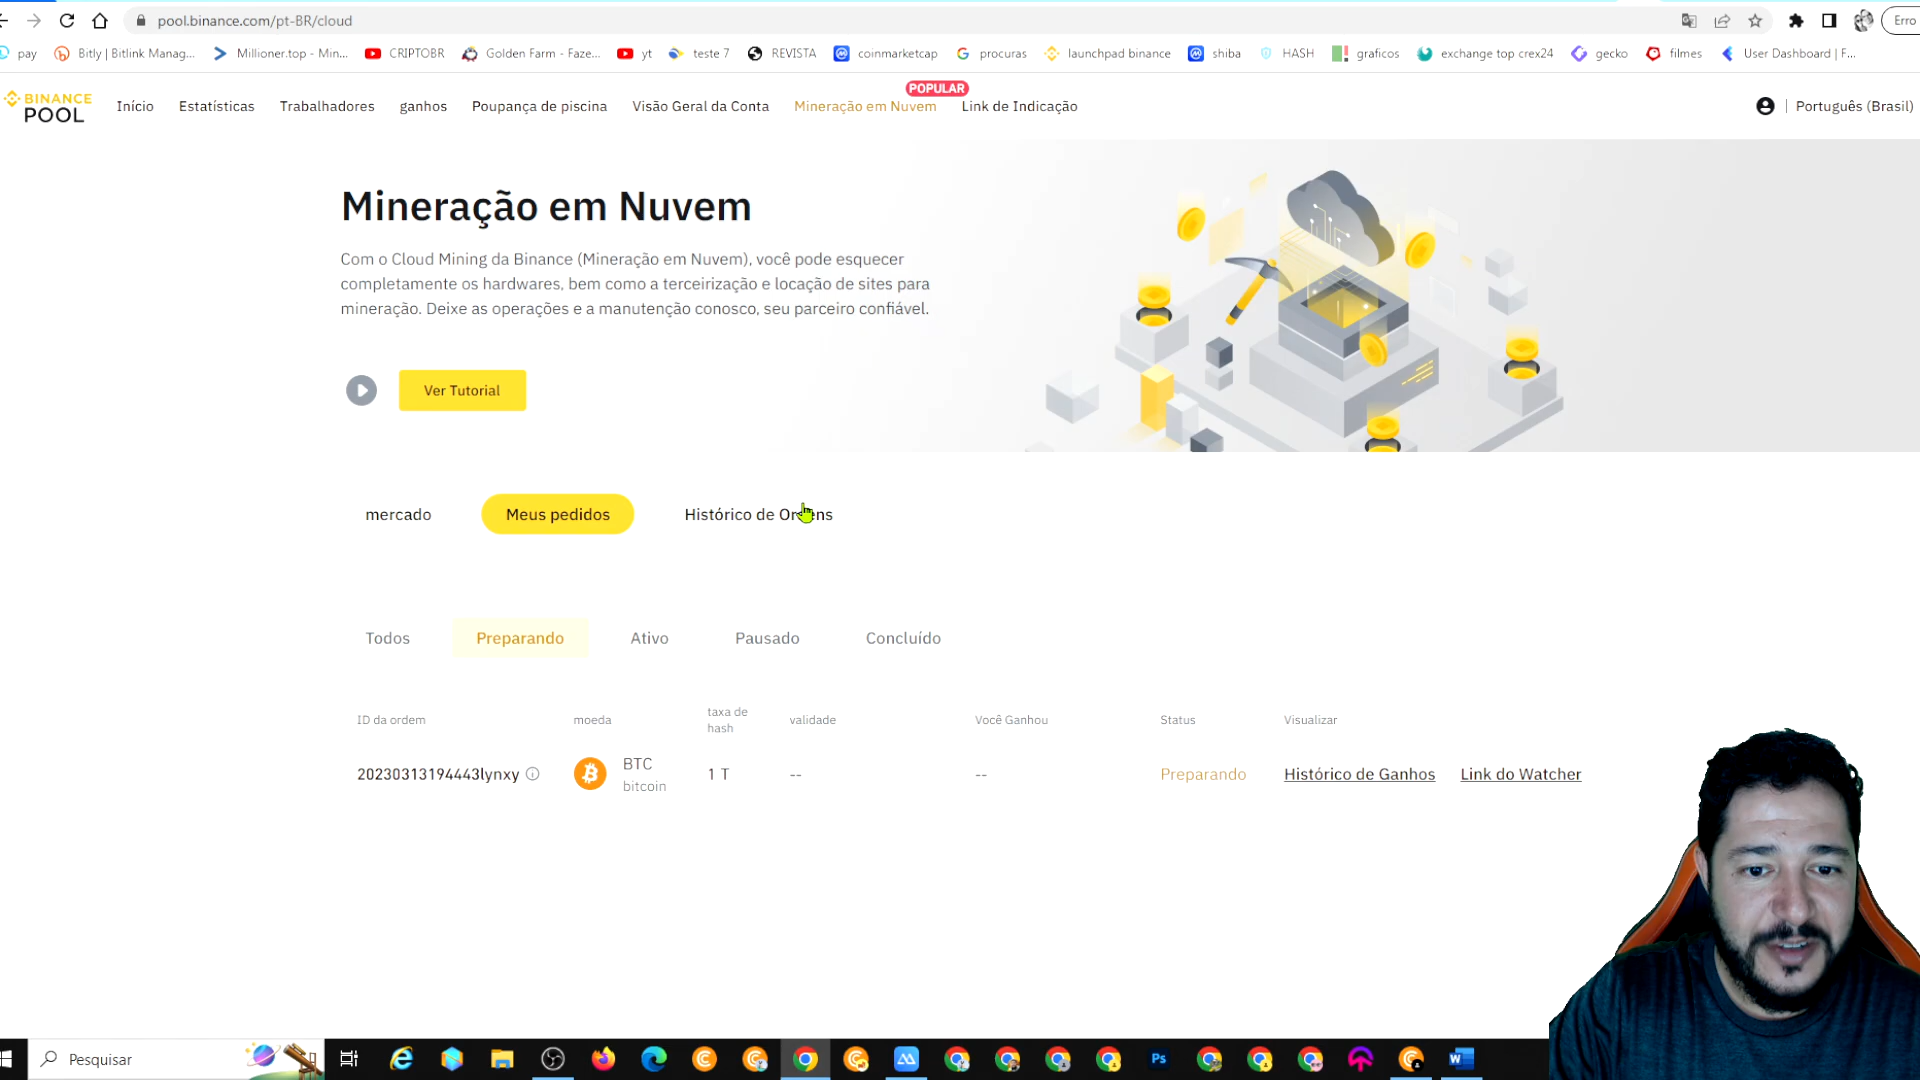 pool.binance.com/pt-BR/cloud
Erro
pay
Bitly | Bitlink Manag...
Millioner.top - Min...
CRIPTOBR
Golden Farm - Faze...
yt
teste 7
REVISTA
coinmarketcap
procuras
launchpad binance
shiba
HASH
graficos
exchange top crex24
gecko
filmes
User Dashboard | F...
BINANCE
POOL
Início
Estatísticas
Trabalhadores
ganhos
Poupança de piscina
Visão Geral da Conta
Mineração em Nuvem
POPULAR
Link de Indicação
Português (Brasil)
Mineração em Nuvem
Com o Cloud Mining da Binance (Mineração em Nuvem), você pode esquecer
completamente os hardwares, bem como a terceirização e locação de sites para
mineração. Deixe as operações e a manutenção conosco, seu parceiro confiável.
Ver Tutorial
mercado
Meus pedidos
Histórico de Ordens
Todos
Preparando
Ativo
Pausado
Concluído
ID da ordem
moeda
taxa de
hash
validade
Você Ganhou
Status
Visualizar
20230313194443lynxy
BTC
bitcoin
1 T
--
--
Preparando
Histórico de Ganhos
Link do Watcher
Pesquisar
Ps